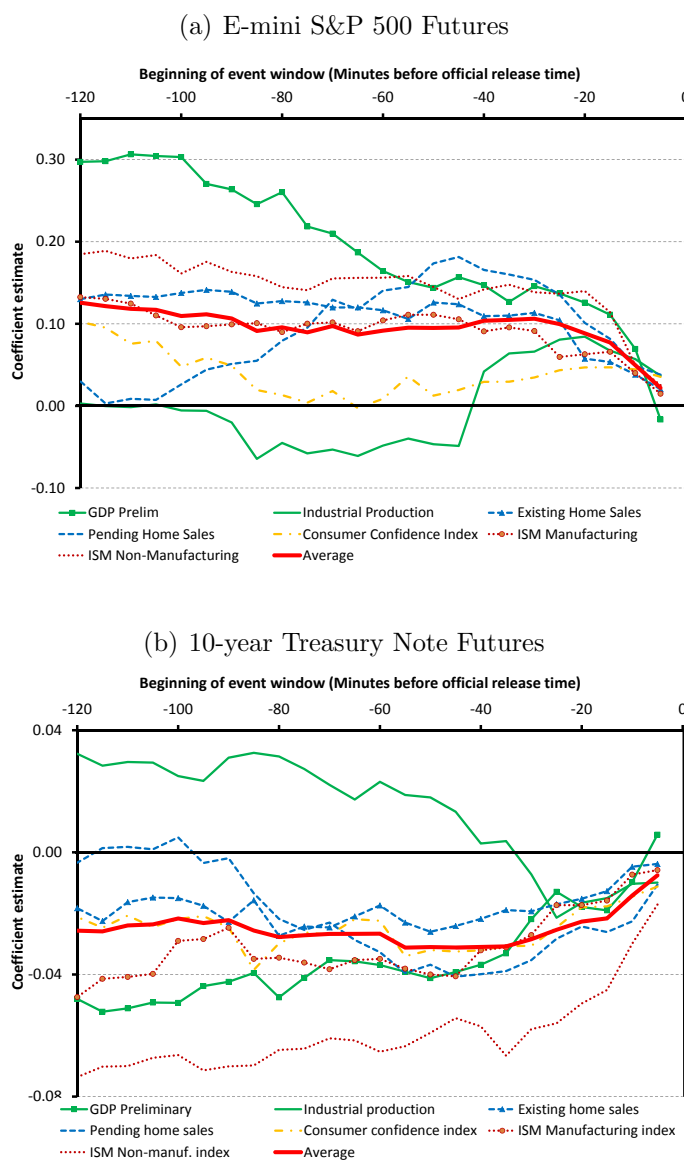 (a) E-mini S&P 500 Futures
Beginning of event window (Minutes before official release time)
-120 -100 -80 -60 -40 -20 0
0.30
0.20
0.10
0.00
-0.10
Coefficient estimate
GDP Prelim Industrial Production Existing Home Sales
Pending Home Sales Consumer Confidence Index ISM Manufacturing
ISM Non-Manufacturing Average
(b) 10-year Treasury Note Futures
Beginning of event window (Minutes before official release time)
-120 -100 -80 -60 -40 -20 0
0.04
0.00
-0.04
-0.08
Coefficient estimate
GDP Preliminary Industrial production Existing home sales
Pending home sales Consumer confidence index ISM Manufacturing index
ISM Non-manuf. index Average